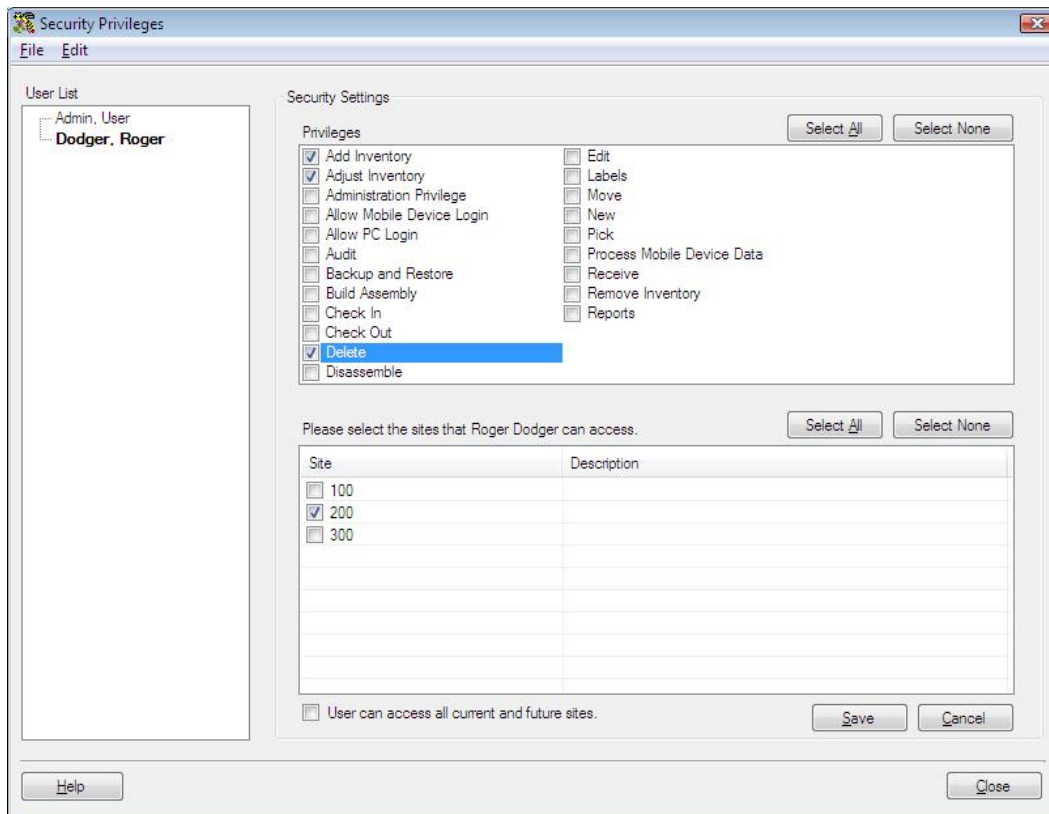 Security Privileges
File Edit
User List
Admin, User
Dodger, Roger
Security Settings
Privileges
Select All Select None
Add Inventory
Adjust Inventory
Administration Privilege
Allow Mobile Device Login
Allow PC Login
Audit
Backup and Restore
Build Assembly
Check In
Check Out
Delete
Disassemble
Edit
Labels
Move
New
Pick
Process Mobile Device Data
Receive
Remove Inventory
Reports
Please select the sites that Roger Dodger can access.
Select All Select None
Site Description
100
200
300
User can access all current and future sites.
Save Cancel
Help Close